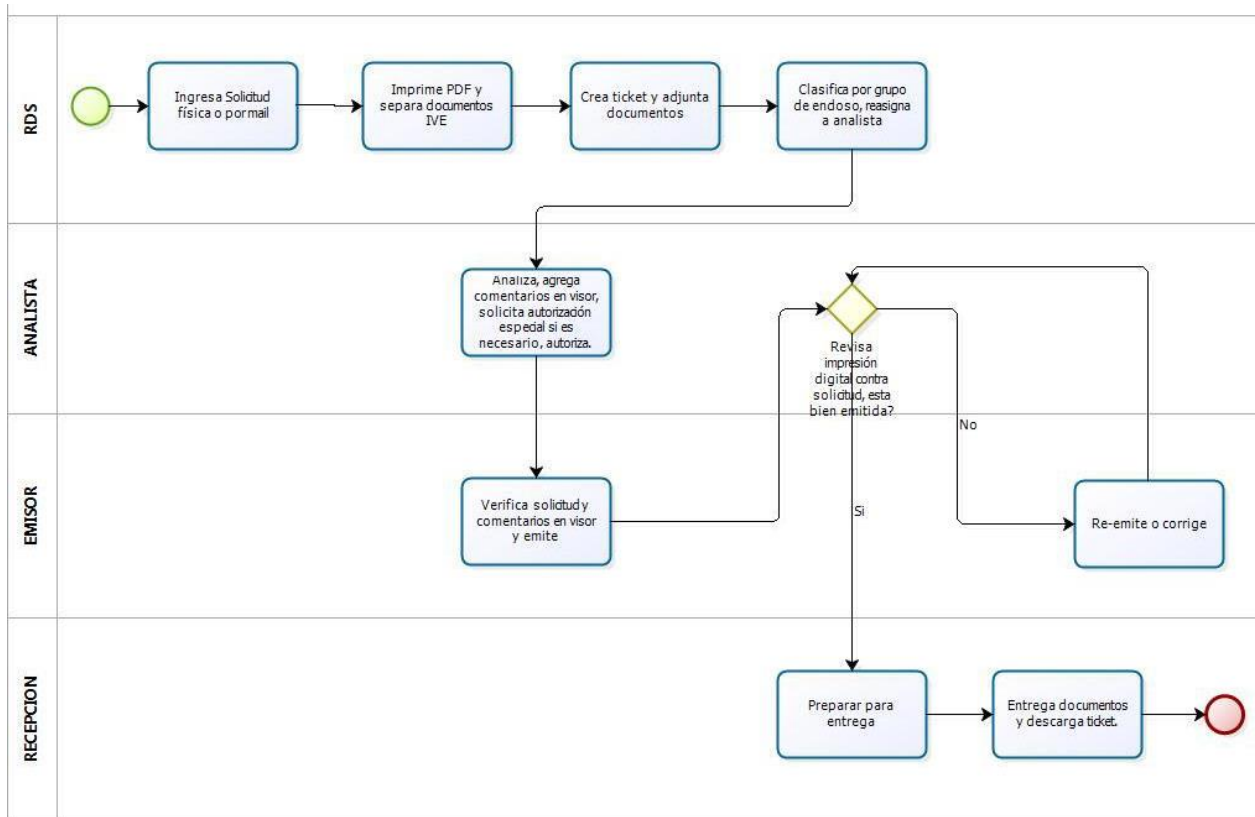 RDS
Ingresa Solicitud
física o por mail
Imprime PDF y
separa documentos
IVE
Crea ticket y adjunta
documentos
Clasifica por grupo
de endoso, reasigna
a analista
ANALISTA
Analiza, agrega
comentarios en visor,
solicita autorización
especial si es
necesario, autoriza.
Revisa
impresión
digital contra
solicitud, esta
bien emitida?
No
EMISOR
Verifica solicitud y
comentarios en visor
y emite
Si
Re-emite o corrige
RECEPCION
Preparar para
entrega
Entrega documentos
y descarga ticket.